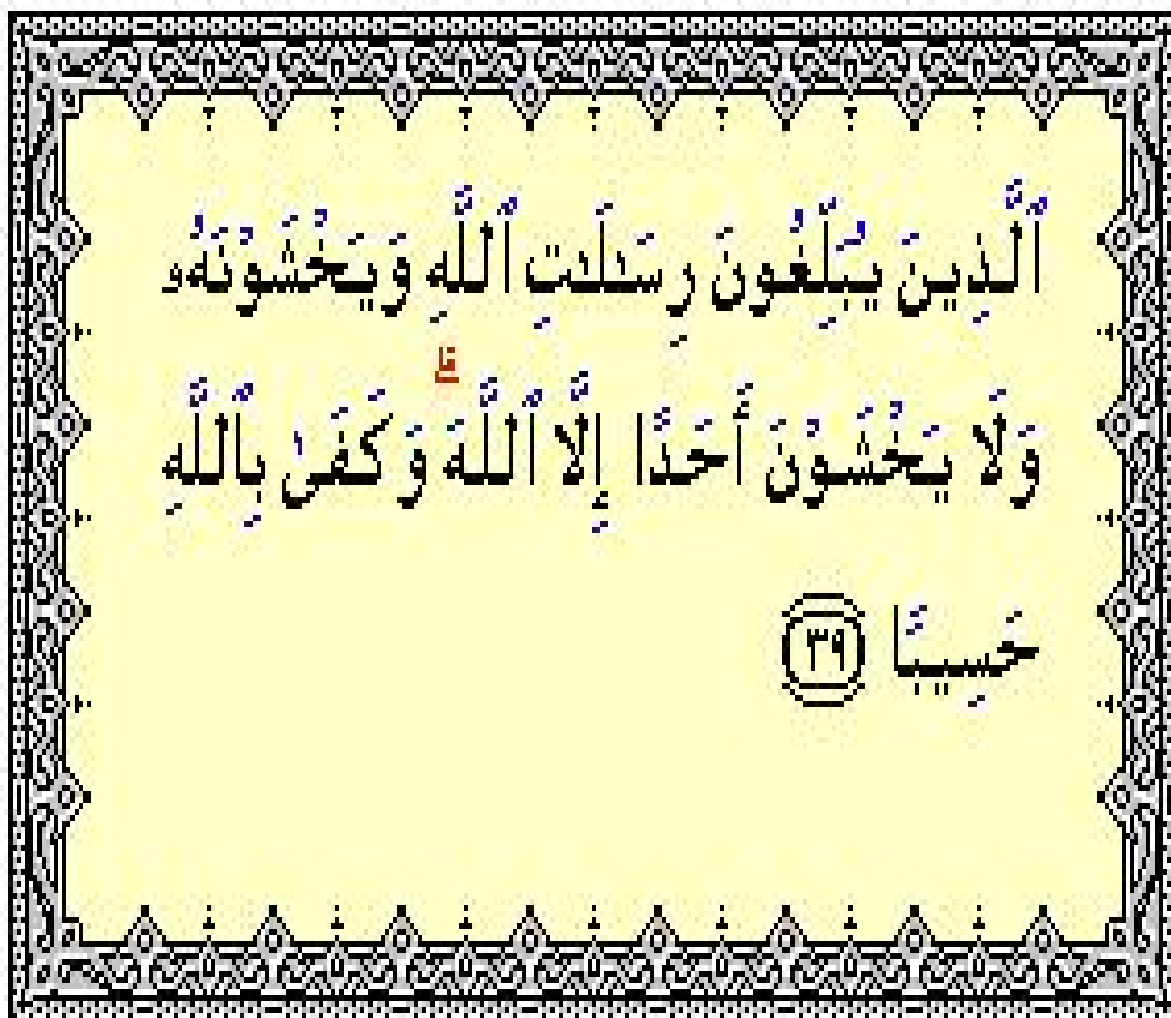 ٱلَّذِينَ يُبَلِّغُونَ رِسَـٰلَـٰتِ ٱللَّهِ وَيَخْشَوْنَهُۥ
وَلَا يَخْشَوْنَ أَحَدًا إِلَّا ٱللَّهَ ۗ وَكَفَىٰ بِٱللَّهِ
حَسِيبًا ٣٩